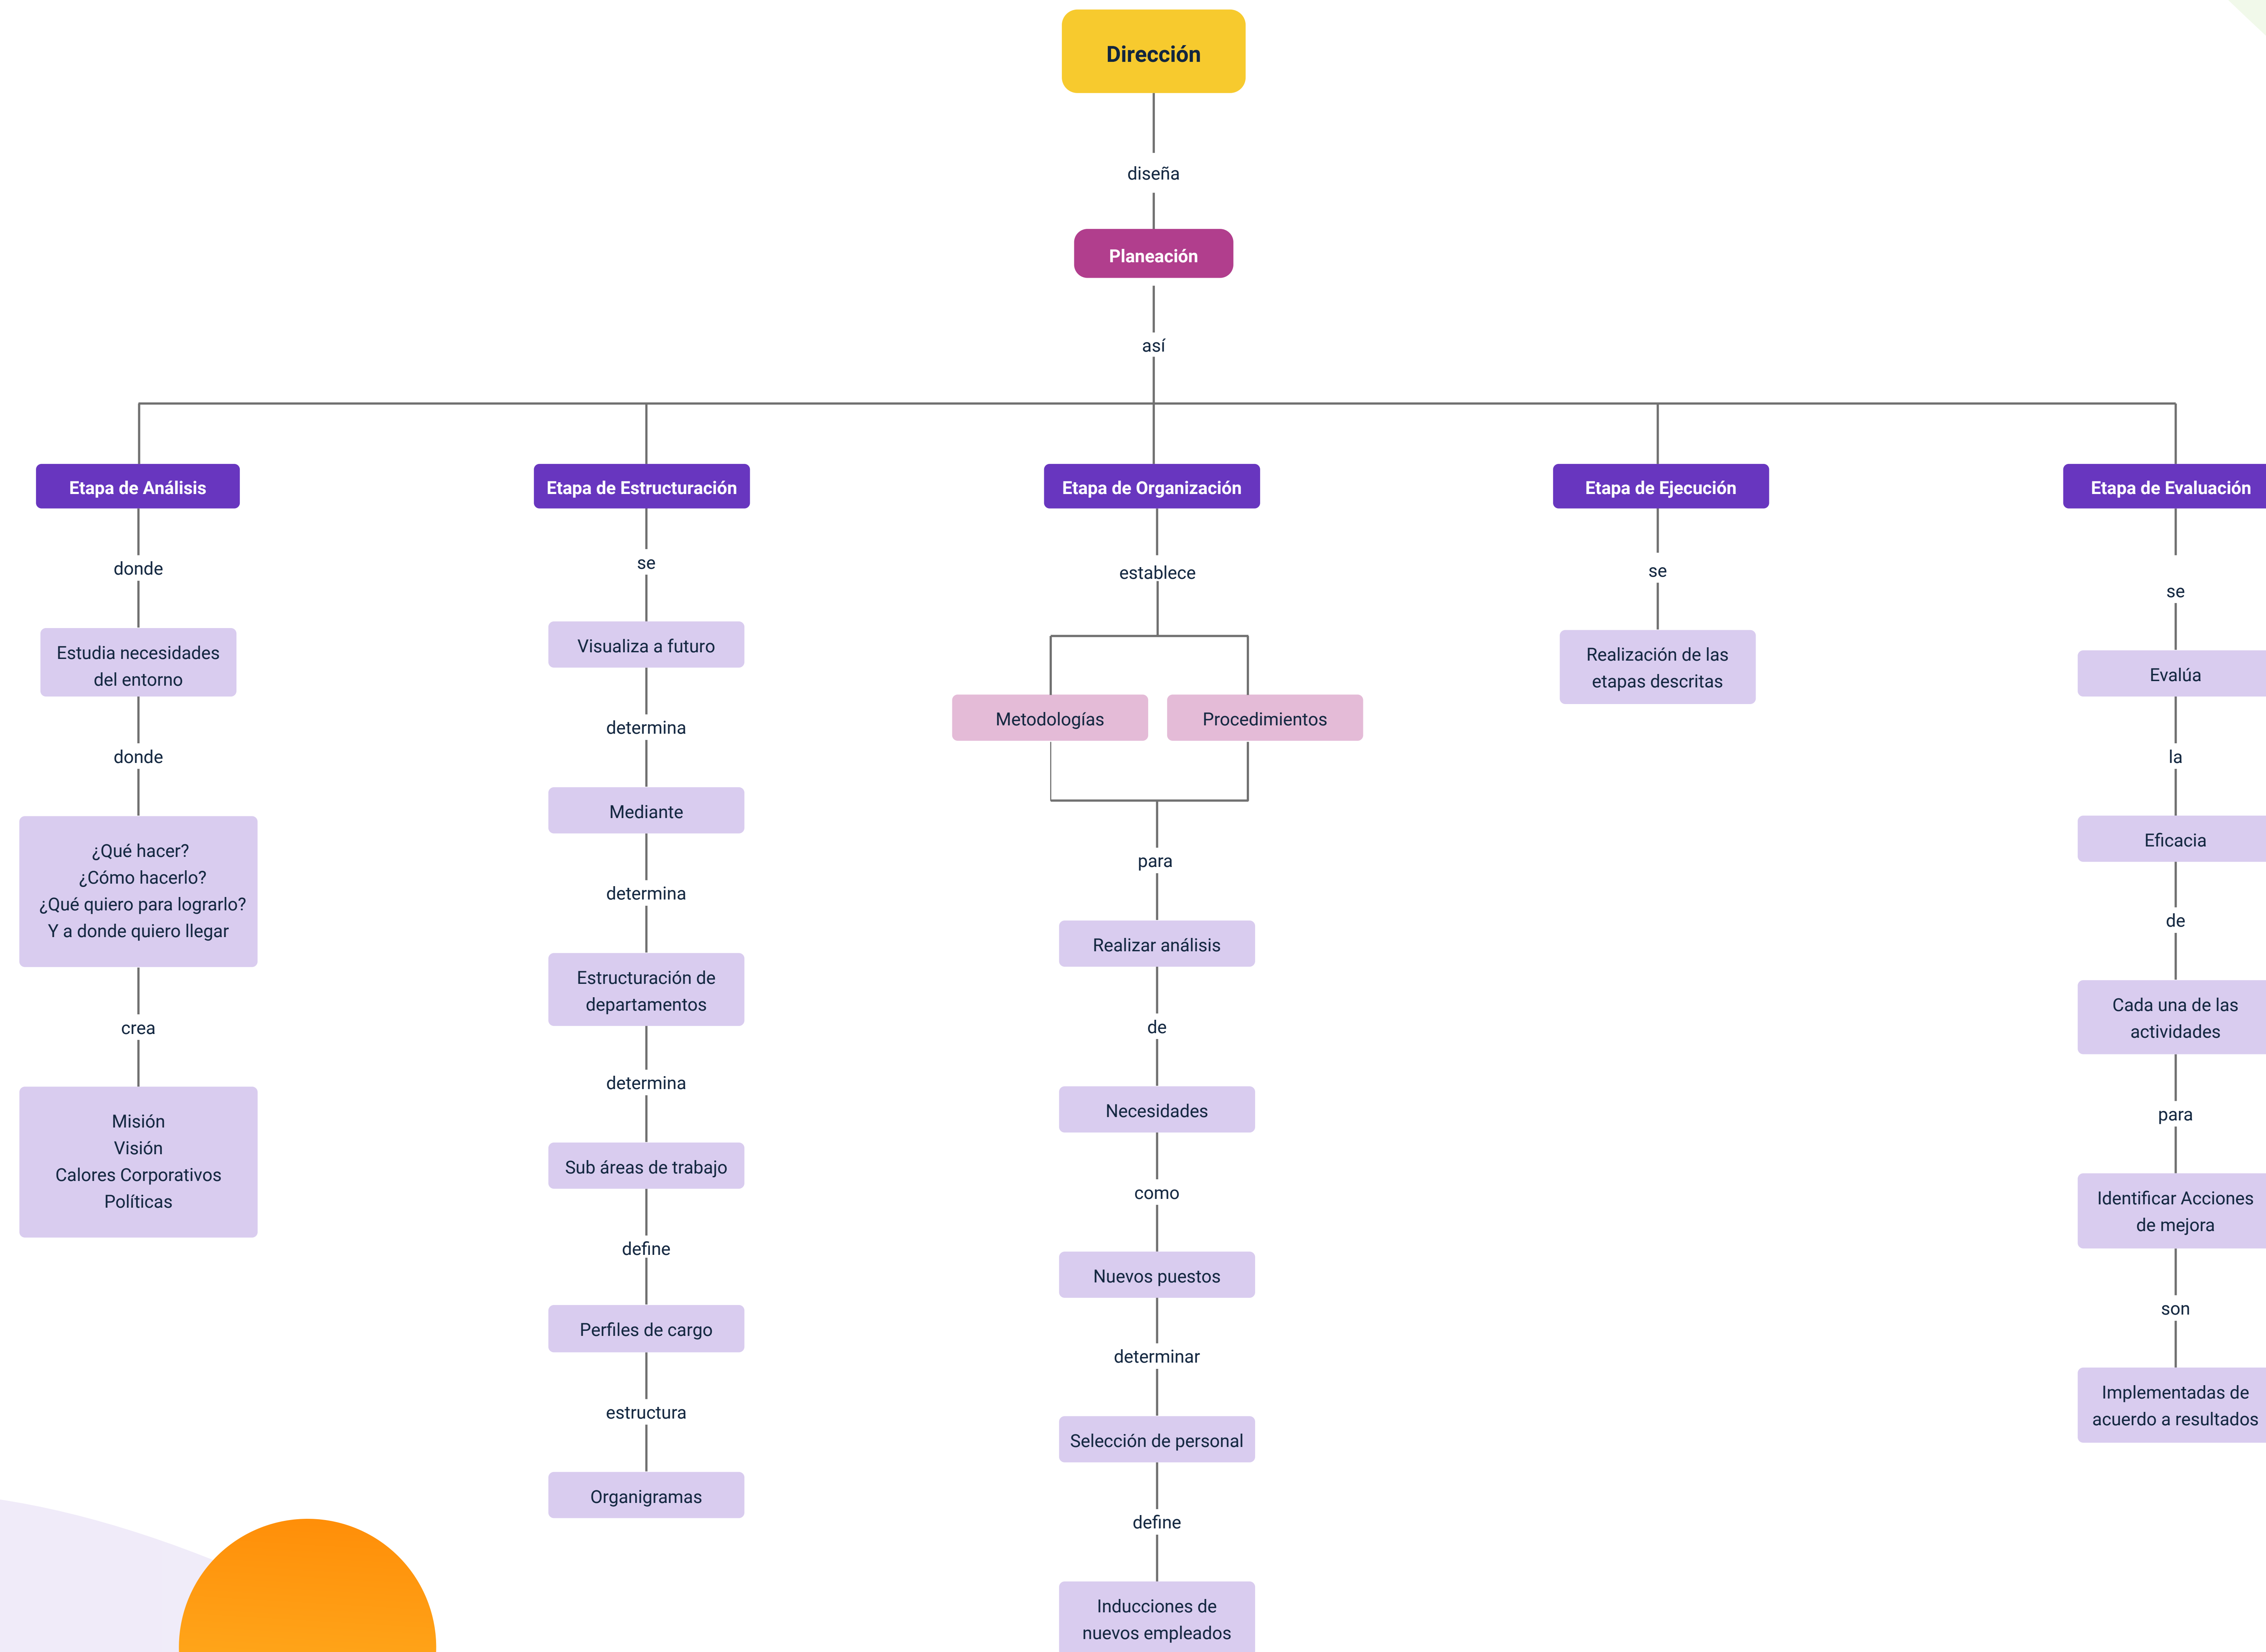 Dirección
diseña
Planeación
así
Etapa de Análisis
donde
Estudia necesidades
del entorno
donde
¿Qué hacer?
¿Cómo hacerlo?
¿Qué quiero para lograrlo?
Y a donde quiero llegar
crea
Misión
Visión
Calores Corporativos
Políticas
Etapa de Estructuración
se
Visualiza a futuro
determina
Mediante
determina
Estructuración de
departamentos
determina
Sub áreas de trabajo
define
Perfiles de cargo
estructura
Organigramas
Etapa de Organización
establece
Metodologías
Procedimientos
para
Realizar análisis
de
Necesidades
como
Nuevos puestos
determinar
Selección de personal
define
Inducciones de
nuevos empleados
Etapa de Ejecución
se
Realización de las
etapas descritas
Etapa de Evaluación
se
Evalúa
la
Eficacia
de
Cada una de las
actividades
para
Identificar Acciones
de mejora
son
Implementadas de
acuerdo a resultados